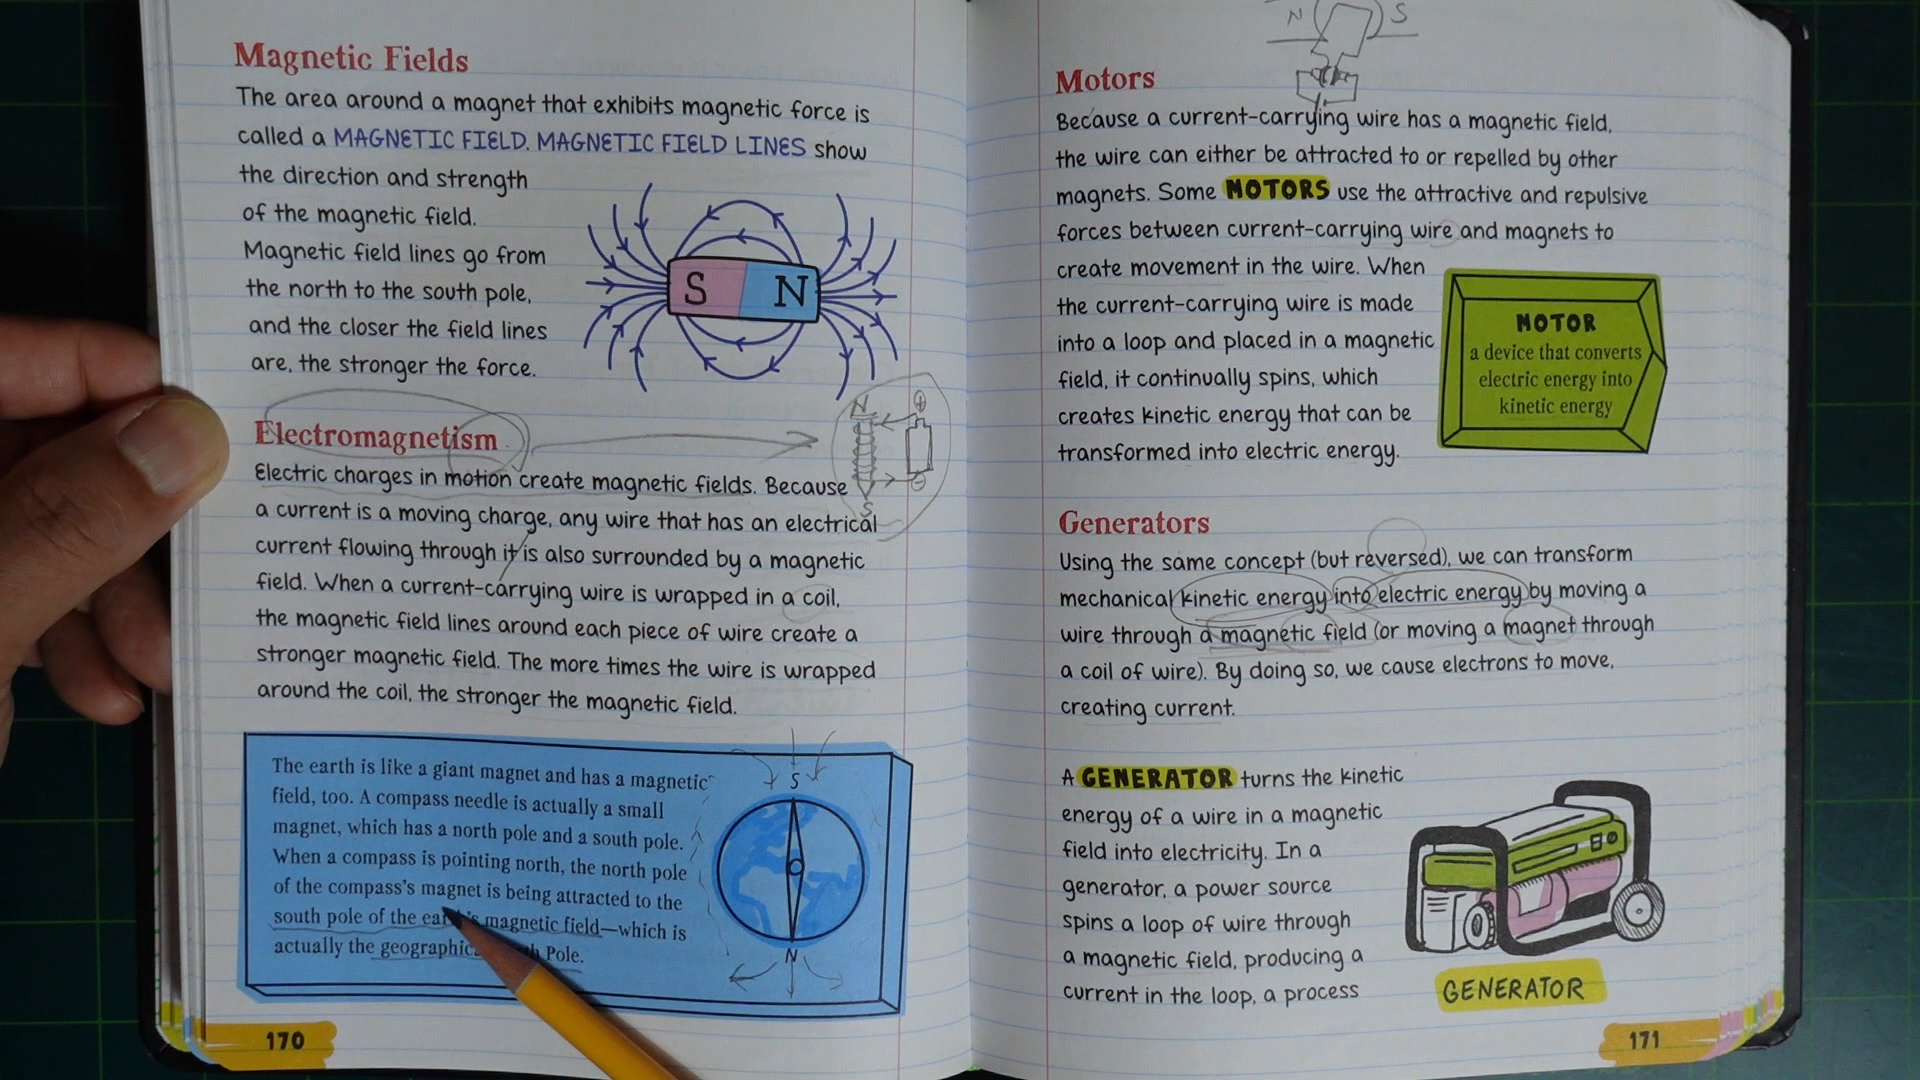 Magnetic Fields
The area around a magnet that exhibits magnetic force is
called a MAGNETIC FIELD. MAGNETIC FIELD LINES show
the direction and strength
of the magnetic field.
Magnetic field lines go from
the north to the south pole,
and the closer the field lines
are, the stronger the force.
S N
Electromagnetism
N
+
-
S
Electric charges in motion create magnetic fields. Because
a current is a moving charge, any wire that has an electrical
current flowing through it is also surrounded by a magnetic
field. When a current-carrying wire is wrapped in a coil,
the magnetic field lines around each piece of wire create a
stronger magnetic field. The more times the wire is wrapped
around the coil, the stronger the magnetic field.
The earth is like a giant magnet and has a magnetic
field, too. A compass needle is actually a small
magnet, which has a north pole and a south pole.
When a compass is pointing north, the north pole
of the compass's magnet is being attracted to the
south pole of the earth's magnetic field—which is
actually the geographic Pole.
S
N
170
N S
Motors
Because a current-carrying wire has a magnetic field,
the wire can either be attracted to or repelled by other
magnets. Some MOTORS use the attractive and repulsive
forces between current-carrying wire and magnets to
create movement in the wire. When
the current-carrying wire is made
into a loop and placed in a magnetic
field, it continually spins, which
creates kinetic energy that can be
transformed into electric energy.
MOTOR
a device that converts
electric energy into
kinetic energy
Generators
Using the same concept (but reversed), we can transform
mechanical kinetic energy into electric energy by moving a
wire through a magnetic field (or moving a magnet through
a coil of wire). By doing so, we cause electrons to move,
creating current.
A GENERATOR turns the kinetic
energy of a wire in a magnetic
field into electricity. In a
generator, a power source
spins a loop of wire through
a magnetic field, producing a
current in the loop, a process
GENERATOR
171